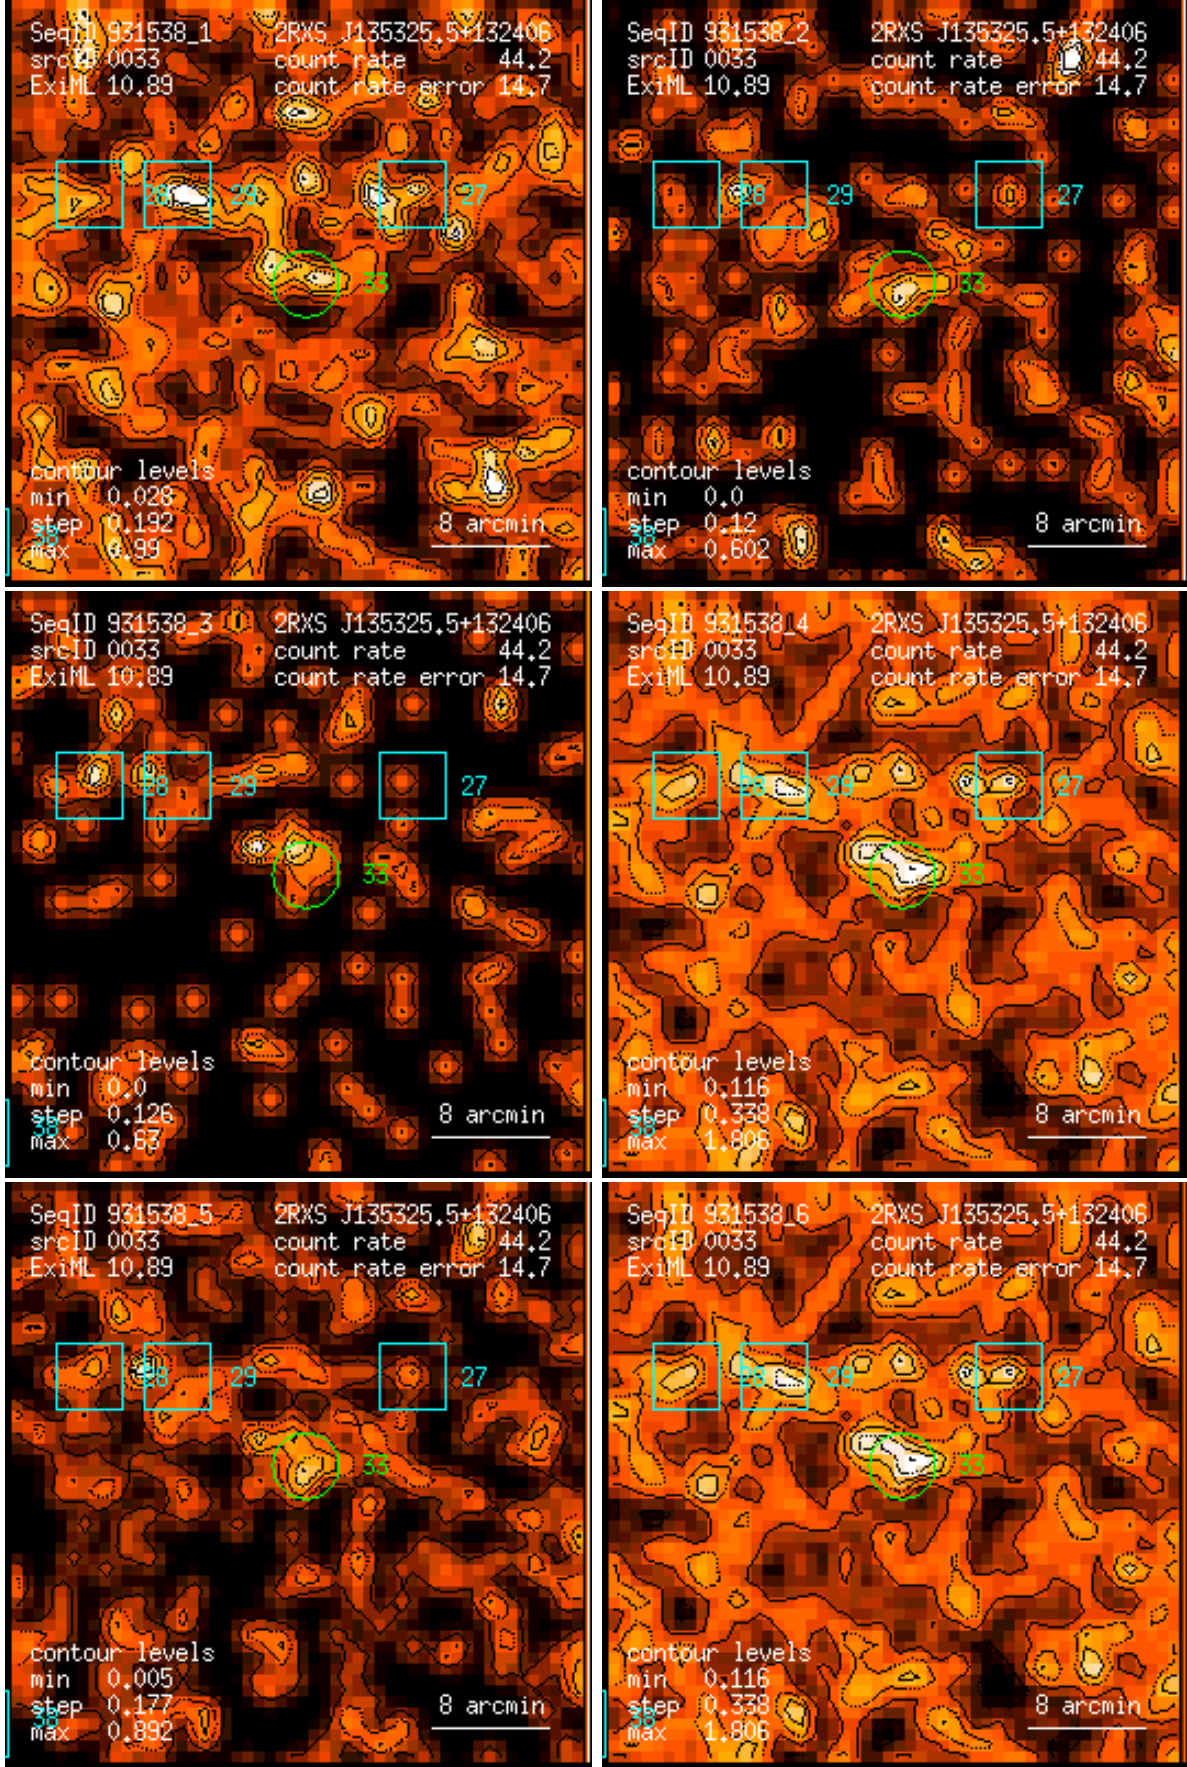 SeqID 931538_1 2RXS J135325.5+132406
srcID 0033 count rate 44.2
ExiML 10.89 count rate error 14.7
28 29 27
33
contour levels
min 0.028
step 0.192 8 arcmin
38
max 0.99
SeqID 931538_2 2RXS J135325.5+132406
srcID 0033 count rate 44.2
ExiML 10.89 count rate error 14.7
28 29 27
33
contour levels
min 0.0
step 0.12 8 arcmin
38
max 0.602
SeqID 931538_3 2RXS J135325.5+132406
srcID 0033 count rate 44.2
ExiML 10.89 count rate error 14.7
28 29 27
33
contour levels
min 0.0
step 0.126 8 arcmin
38
max 0.63
SeqID 931538_4 2RXS J135325.5+132406
srcID 0033 count rate 44.2
ExiML 10.89 count rate error 14.7
28 29 27
33
contour levels
min 0.116
step 0.338 8 arcmin
38
max 1.806
SeqID 931538_5 2RXS J135325.5+132406
srcID 0033 count rate 44.2
ExiML 10.89 count rate error 14.7
28 29 27
33
contour levels
min 0.005
step 0.177 8 arcmin
38
max 0.892
SeqID 931538_6 2RXS J135325.5+132406
srcID 0033 count rate 44.2
ExiML 10.89 count rate error 14.7
28 29 27
33
contour levels
min 0.116
step 0.338 8 arcmin
38
max 1.806